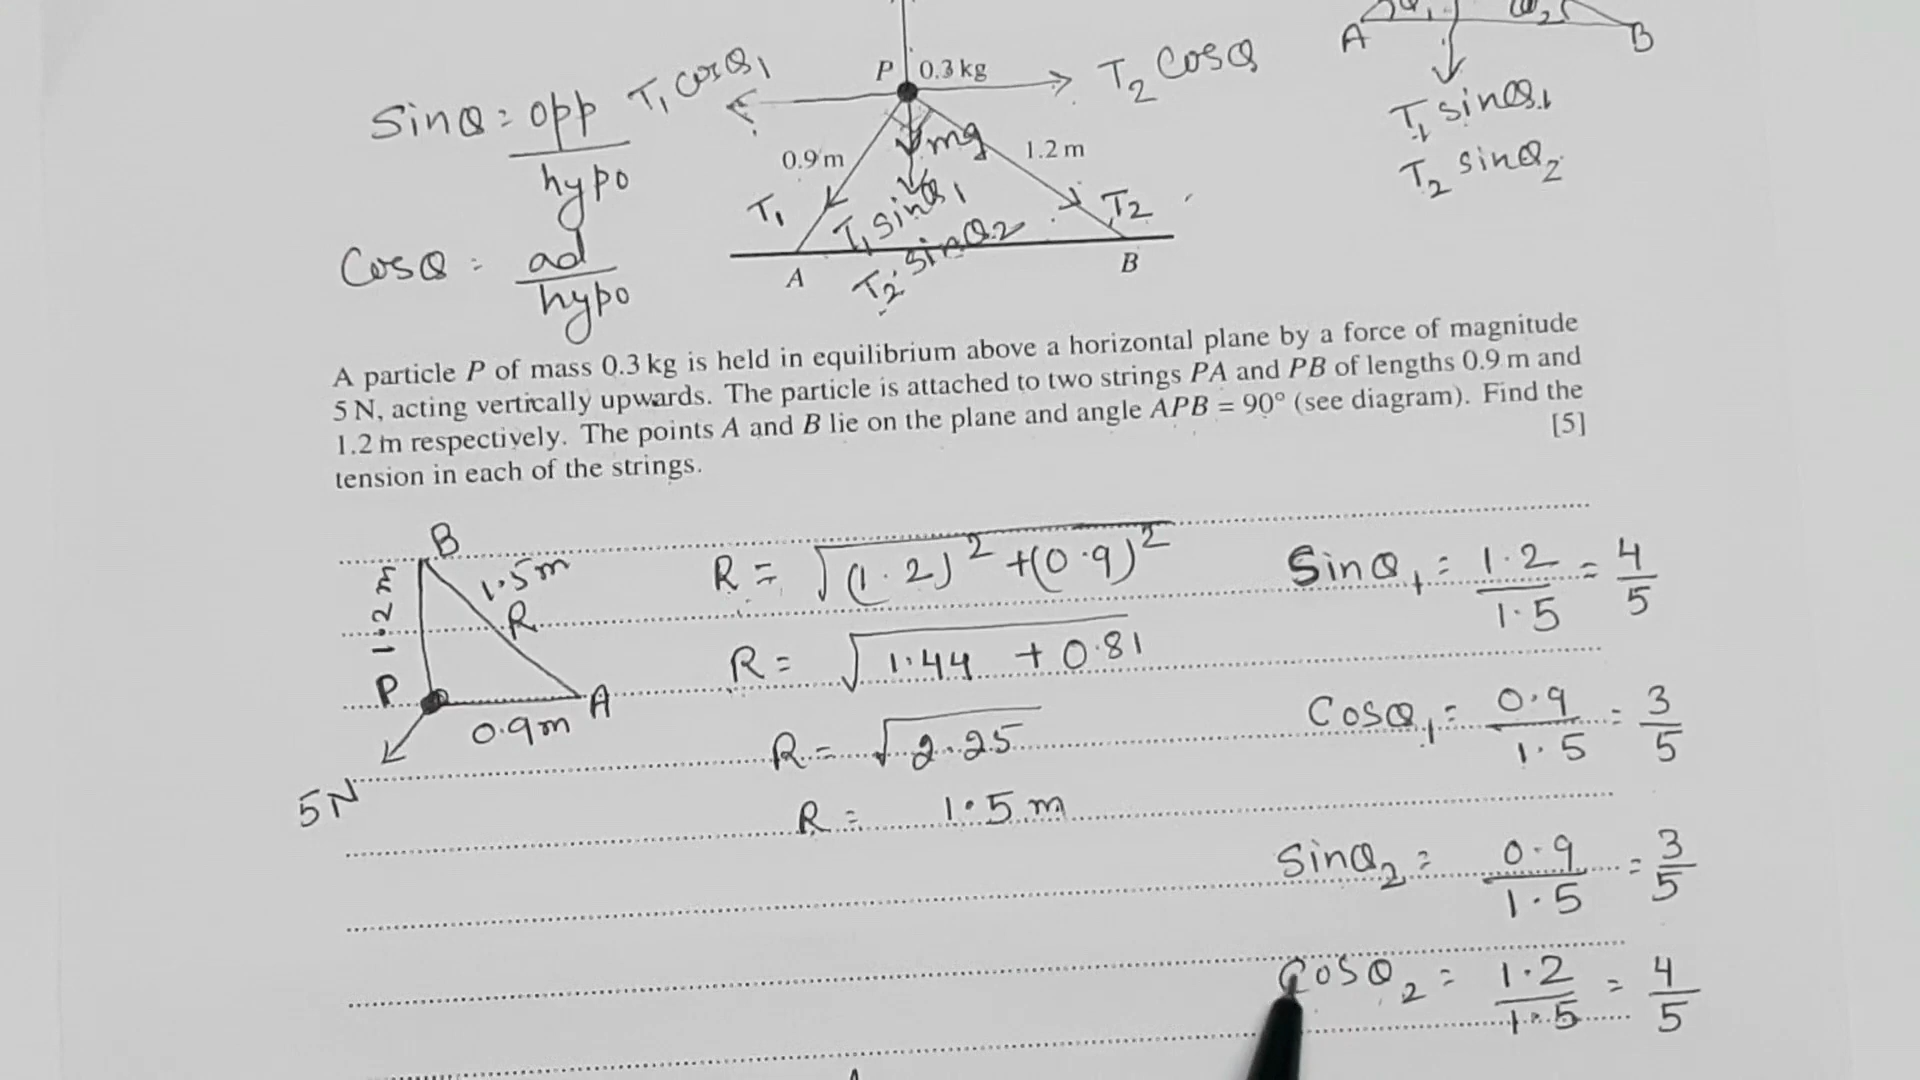 Sinθ = opp
hypo
T₁ cosθ₁
P 0.3 kg
T₂ Cosθ
A
B
T₁ sinθ₁
T₂ sinθ₂
mg
0.9 m
1.2 m
T₁
T₁ sinθ₁
T₂
T₂ sinθ₂
Cosθ = ad
hypo
A
B
A particle P of mass 0.3 kg is held in equilibrium above a horizontal plane by a force of magnitude
5 N, acting vertically upwards. The particle is attached to two strings PA and PB of lengths 0.9 m and
1.2 m respectively. The points A and B lie on the plane and angle APB = 90° (see diagram). Find the
tension in each of the strings. [5]
B
1.2 m
1.5 m
R
P
A
0.9m
5N
R = √(1.2)² + (0.9)²
R = √1.44 + 0.81
R = √2.25
R = 1.5 m
Sinθ₁ = 1.2/1.5 = 4/5
Cosθ₁ = 0.9/1.5 = 3/5
Sinθ₂ = 0.9/1.5 = 3/5
Cosθ₂ = 1.2/1.5 = 4/5